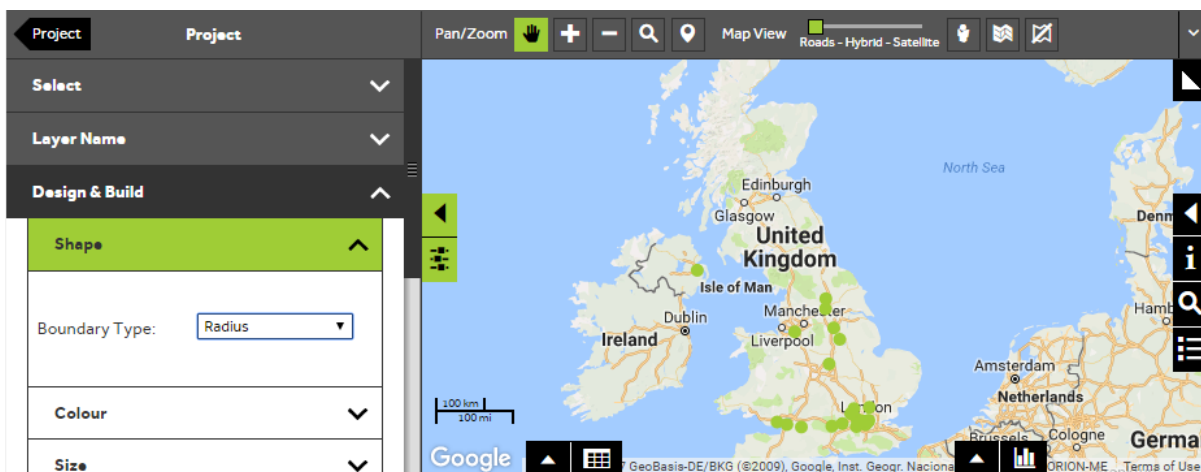 Project
Project
Pan/Zoom
Map View
Roads - Hybrid - Satellite
Select
Layer Name
Design & Build
Shape
Boundary Type:
Radius
Colour
Size
North Sea
Edinburgh
Glasgow
United
Kingdom
Isle of Man
Dublin
Manchester
Ireland
Liverpool
London
Amsterdam
Netherlands
Brussels
Cologne
Germa
Denm
Hamb
100 km
100 mi
Google
7 GeoBasis-DE/BKG (©2009), Google, Inst. Geogr. Naciona
ORION-ME
Terms of Use